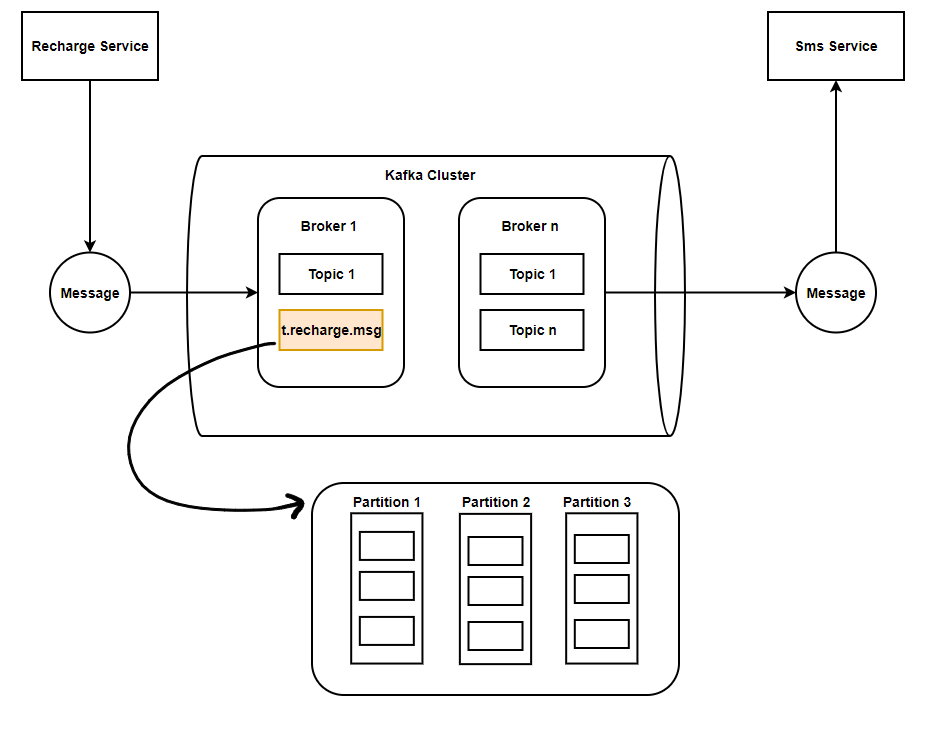 Recharge Service
Sms Service
Kafka Cluster
Broker 1
Broker n
Topic 1
Topic 1
t.recharge.msg
Topic n
Message
Message
Partition 1
Partition 2
Partition 3